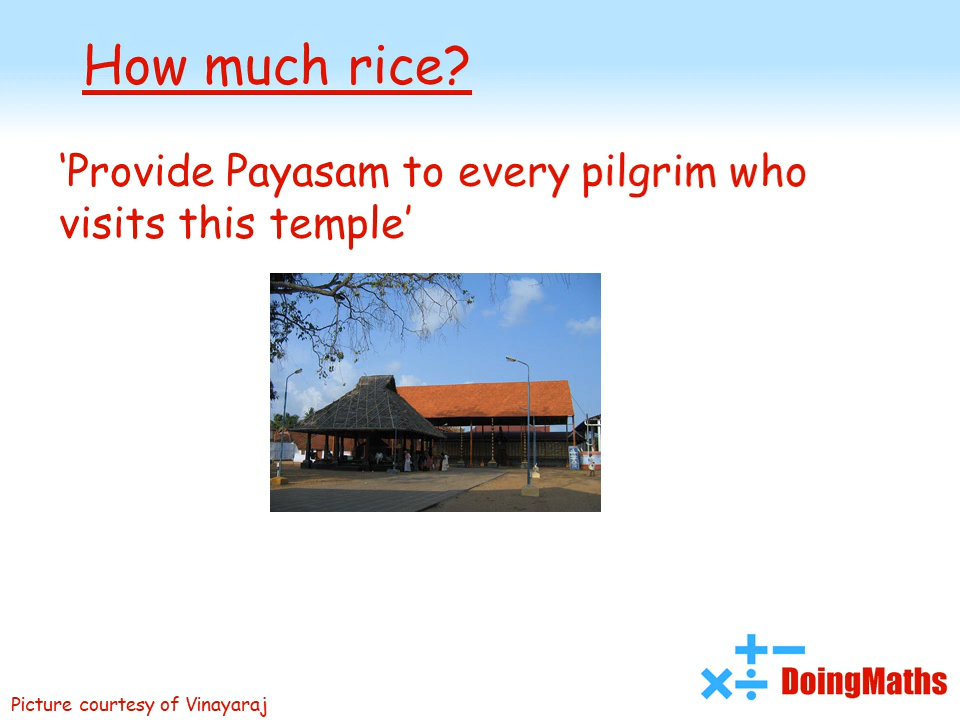 How much rice?
‘Provide Payasam to every pilgrim who
visits this temple’
DoingMaths
Picture courtesy of Vinayaraj